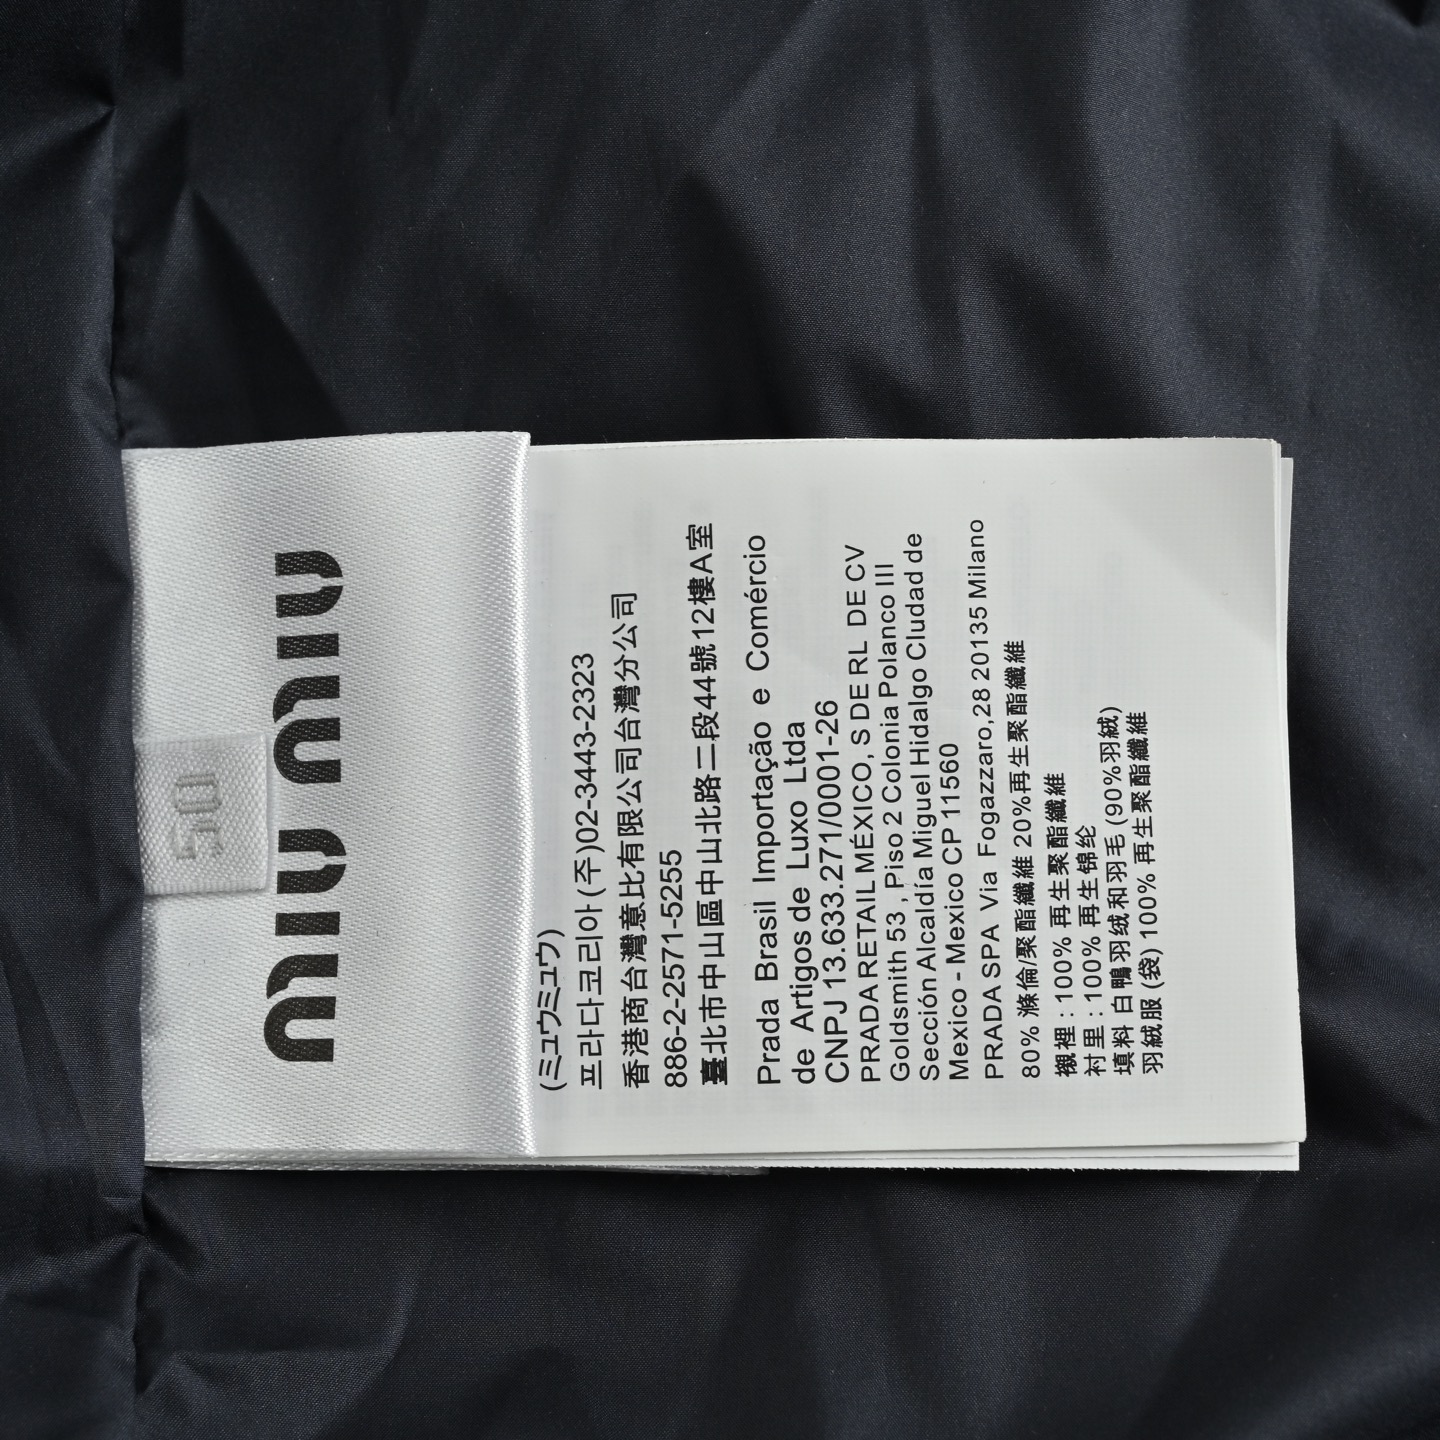 50
miu miu
(ミュウミュウ)
프라다코리아 (주)02-3443-2323
香港商台灣意比有限公司台灣分公司
886-2-2571-5255
臺北市中山區中山北路二段44號12樓A室
Prada Brasil Importação e Comércio
de Artigos de Luxo Ltda
CNPJ 13.633.271/0001-26
PRADA RETAIL MÉXICO, S DE RL DE CV
Goldsmith 53 , Piso 2 Colonia Polanco III
Sección Alcaldía Miguel Hidalgo CIudad de
Mexico - Mexico CP 11560
PRADA SPA Via Fogazzaro,28 20135 Milano
80% 滌倫/聚酯纖維 20%再生聚酯纖維
襯裡 : 100% 再生聚酯纖維
衬里 : 100% 再生锦纶
填料 白鴨羽绒和羽毛 (90%羽絨)
羽絨服 (袋) 100% 再生聚酯纖維